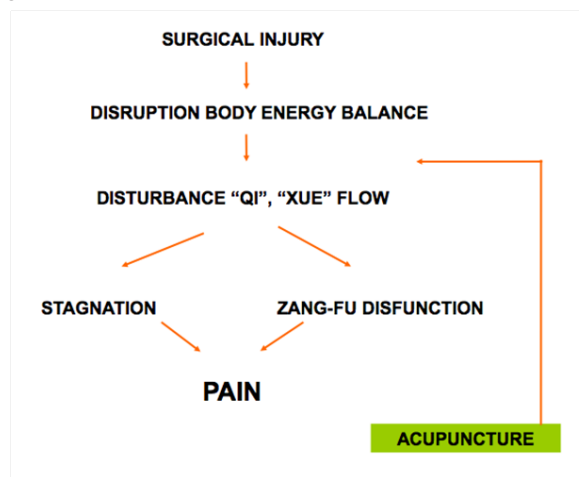 SURGICAL INJURY
DISRUPTION BODY ENERGY BALANCE
DISTURBANCE “QI”, “XUE” FLOW
STAGNATION
ZANG-FU DISFUNCTION
PAIN
ACUPUNCTURE